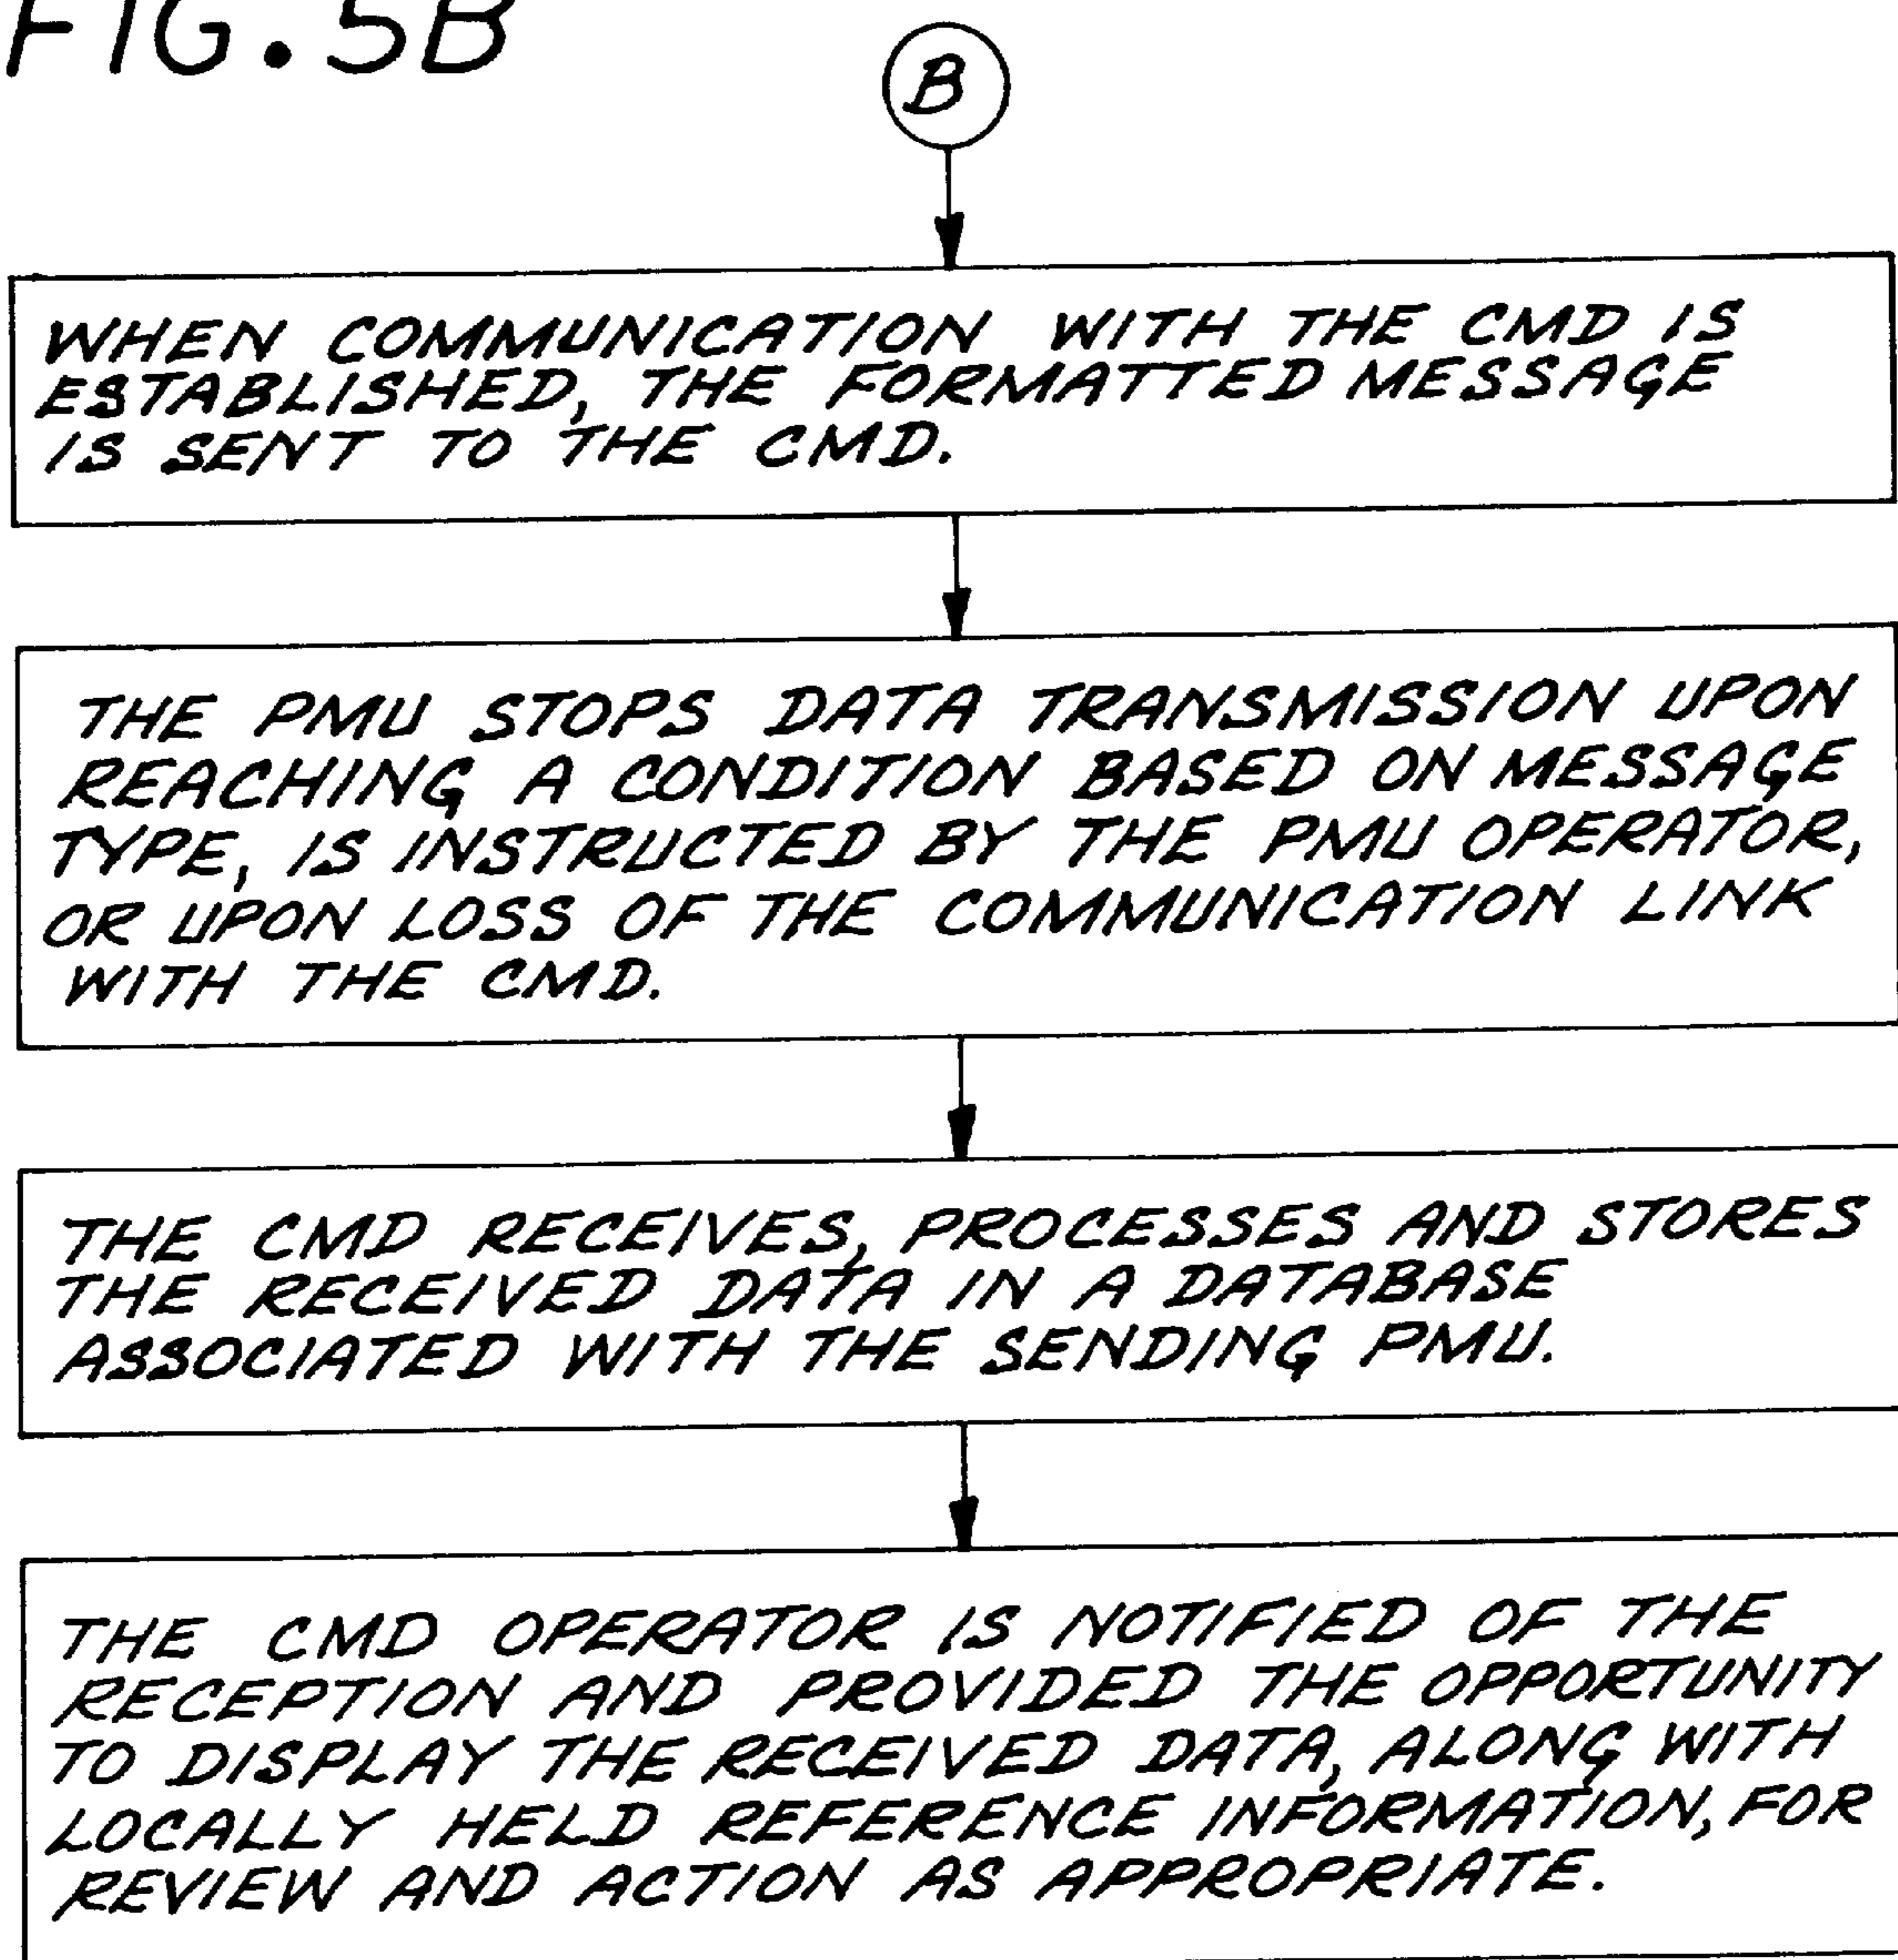 FIG. 5B
B
WHEN COMMUNICATION WITH THE CMD IS
ESTABLISHED, THE FORMATTED MESSAGE
IS SENT TO THE CMD.
THE PMU STOPS DATA TRANSMISSION UPON
REACHING A CONDITION BASED ON MESSAGE
TYPE, IS INSTRUCTED BY THE PMU OPERATOR,
OR UPON LOSS OF THE COMMUNICATION LINK
WITH THE CMD.
THE CMD RECEIVES, PROCESSES AND STORES
THE RECEIVED DATA IN A DATABASE
ASSOCIATED WITH THE SENDING PMU.
THE CMD OPERATOR IS NOTIFIED OF THE
RECEPTION AND PROVIDED THE OPPORTUNITY
TO DISPLAY THE RECEIVED DATA, ALONG WITH
LOCALLY HELD REFERENCE INFORMATION, FOR
REVIEW AND ACTION AS APPROPRIATE.